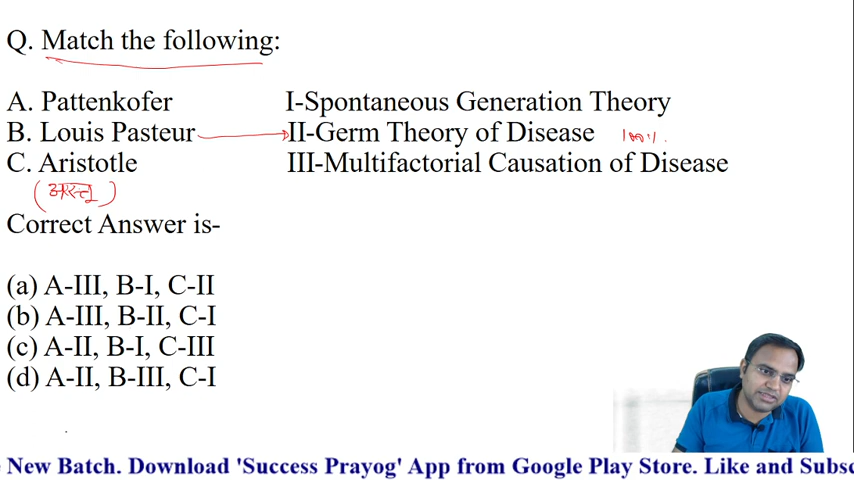 Q. Match the following:
A. Pattenkofer I-Spontaneous Generation Theory
B. Louis Pasteur II-Germ Theory of Disease 100%.
C. Aristotle III-Multifactorial Causation of Disease
(अरस्तू)
Correct Answer is-
(a) A-III, B-I, C-II
(b) A-III, B-II, C-I
(c) A-II, B-I, C-III
(d) A-II, B-III, C-I
New Batch. Download 'Success Prayog' App from Google Play Store. Like and Subsc